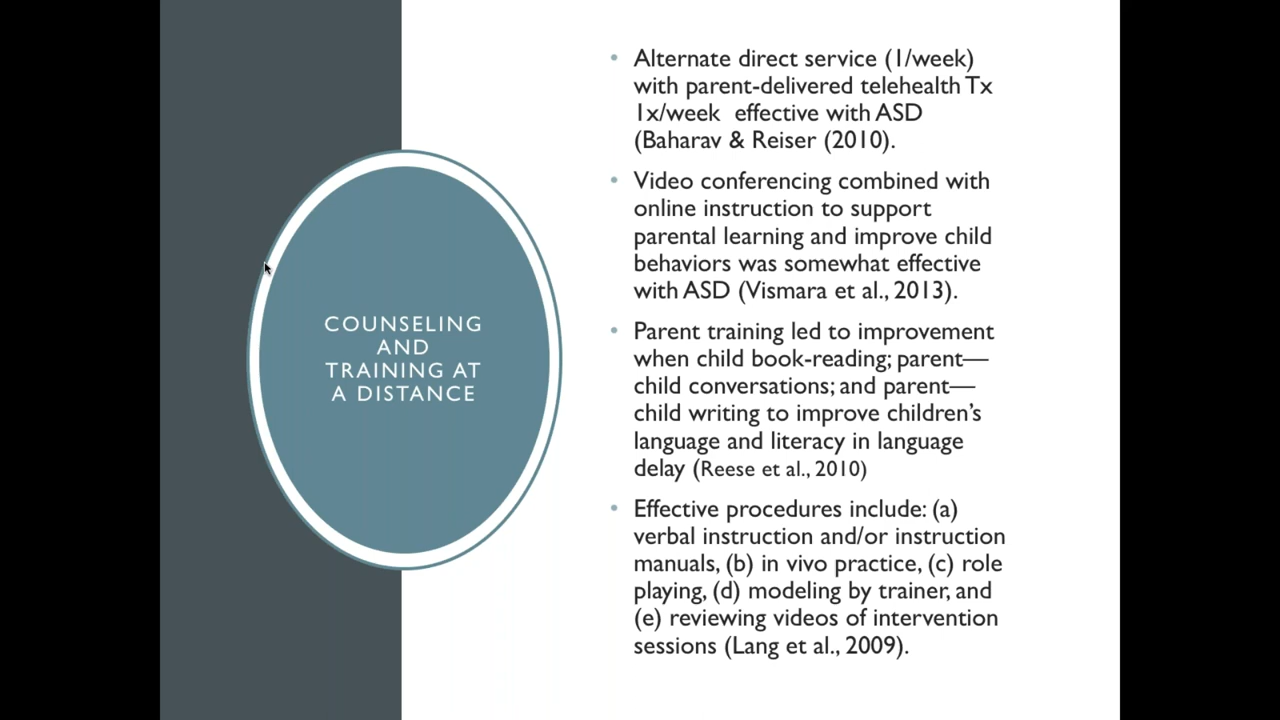 COUNSELING
AND
TRAINING AT
A DISTANCE
• Alternate direct service (1/week)
with parent-delivered telehealth Tx
1x/week effective with ASD
(Baharav & Reiser (2010).
• Video conferencing combined with
online instruction to support
parental learning and improve child
behaviors was somewhat effective
with ASD (Vismara et al., 2013).
• Parent training led to improvement
when child book-reading; parent—
child conversations; and parent—
child writing to improve children’s
language and literacy in language
delay (Reese et al., 2010)
• Effective procedures include: (a)
verbal instruction and/or instruction
manuals, (b) in vivo practice, (c) role
playing, (d) modeling by trainer, and
(e) reviewing videos of intervention
sessions (Lang et al., 2009).